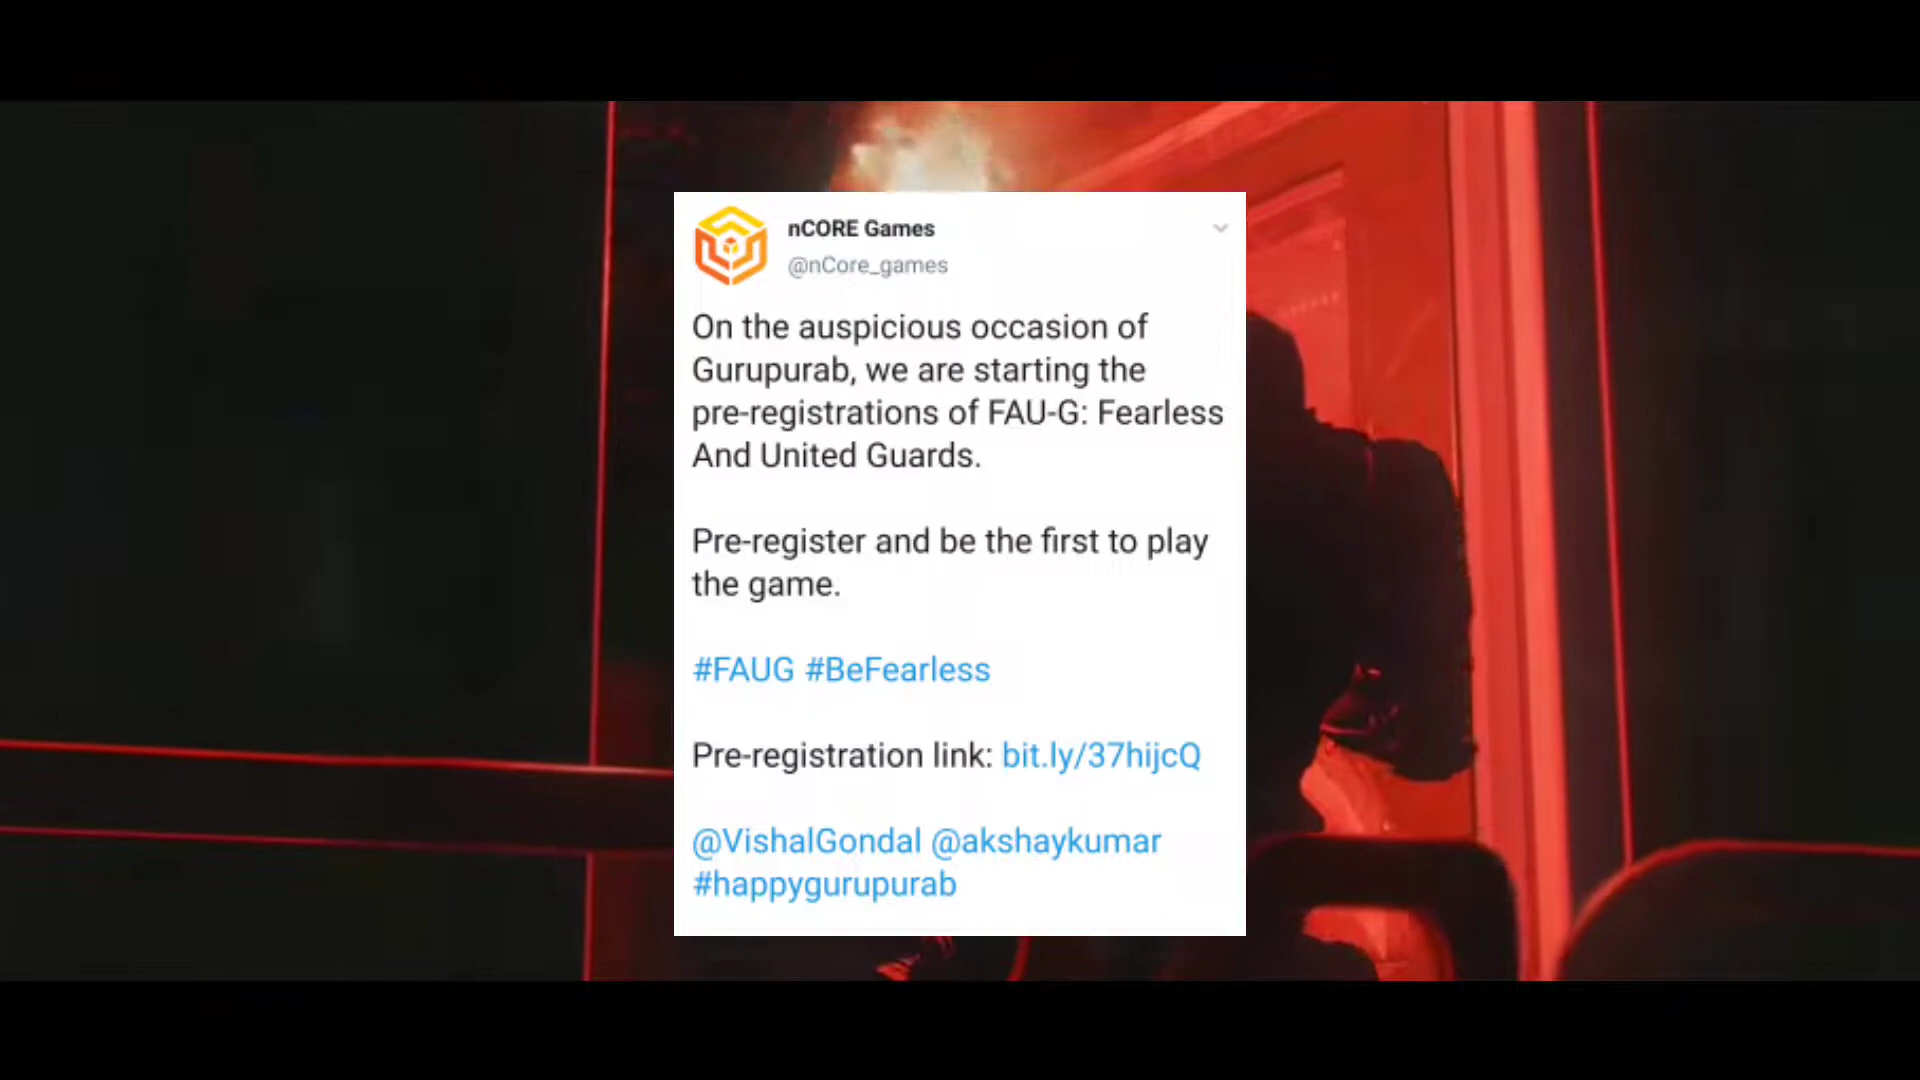 nCORE Games
@nCore_games
On the auspicious occasion of
Gurupurab, we are starting the
pre-registrations of FAU-G: Fearless
And United Guards.
Pre-register and be the first to play
the game.
#FAUG #BeFearless
Pre-registration link: bit.ly/37hijcQ
@VishalGondal @akshaykumar
#happygurupurab